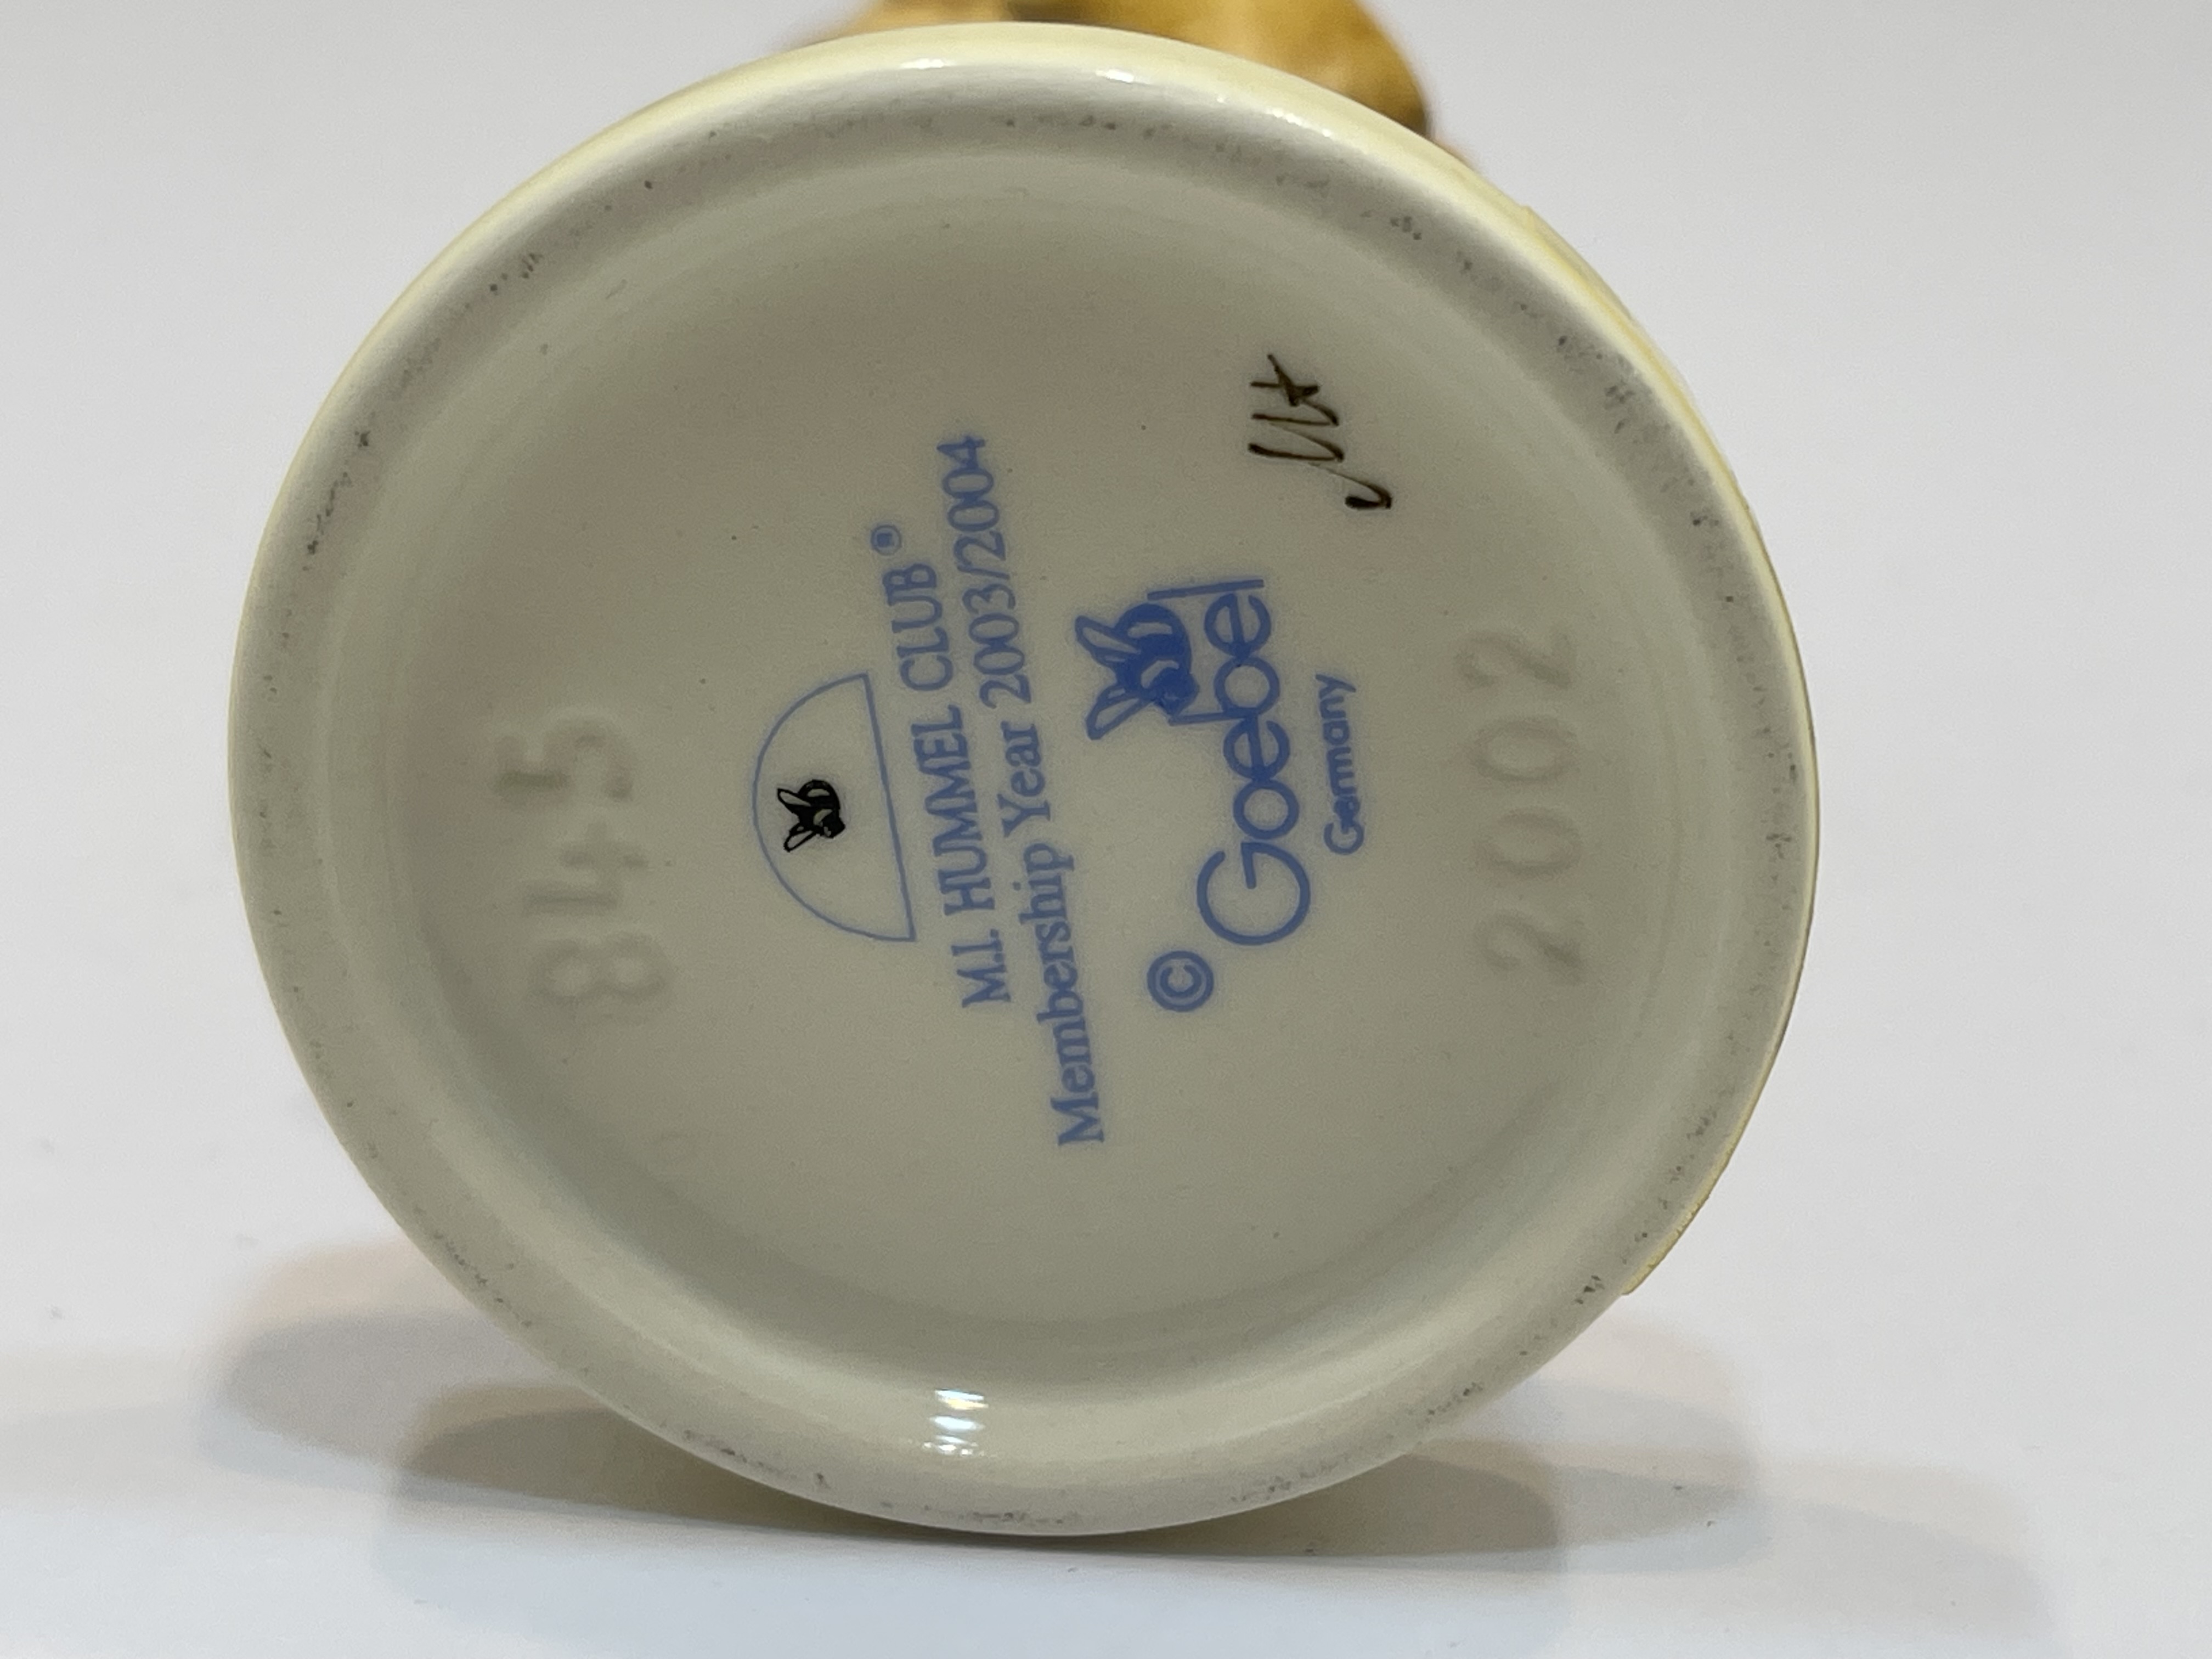 845
M.I. HUMMEL CLUB®
Membership Year 2003/2004
© Goebel
Germany
2002